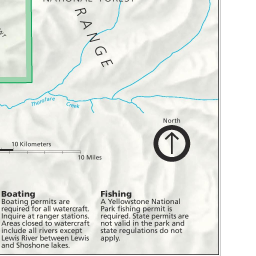 NATIONAL FOREST
RANGE
Thorofare
Creek
North
10 Kilometers
10 Miles
Boating
Boating permits are
required for all watercraft.
Inquire at ranger stations.
Areas closed to watercraft
include all rivers except
Lewis River between Lewis
and Shoshone lakes.
Fishing
A Yellowstone National
Park fishing permit is
required. State permits are
not valid in the park and
state regulations do not
apply.